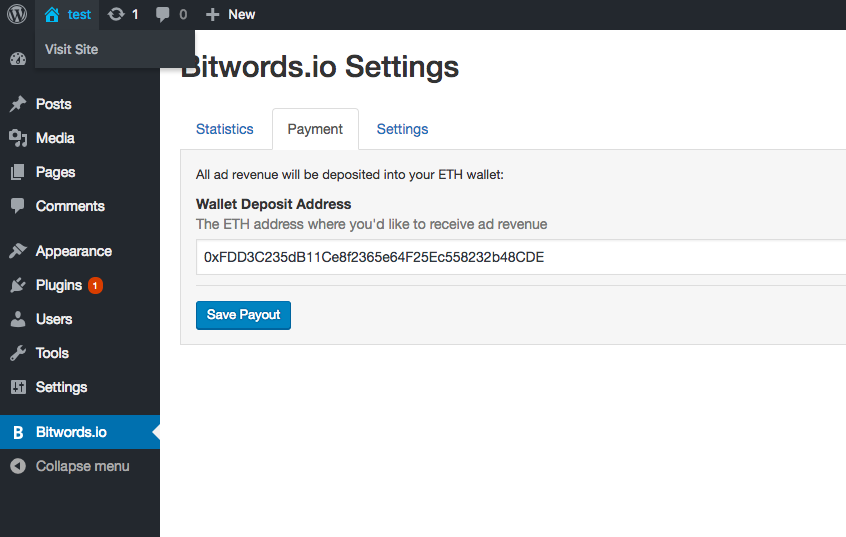 test 1 0 New
Visit Site
Bitwords.io Settings
Posts
Media
Pages
Comments
Appearance
Plugins 1
Users
Tools
Settings
B Bitwords.io
Collapse menu
Statistics Payment Settings
All ad revenue will be deposited into your ETH wallet:
Wallet Deposit Address
The ETH address where you'd like to receive ad revenue
0xFDD3C235dB11Ce8f2365e64F25Ec558232b48CDE
Save Payout